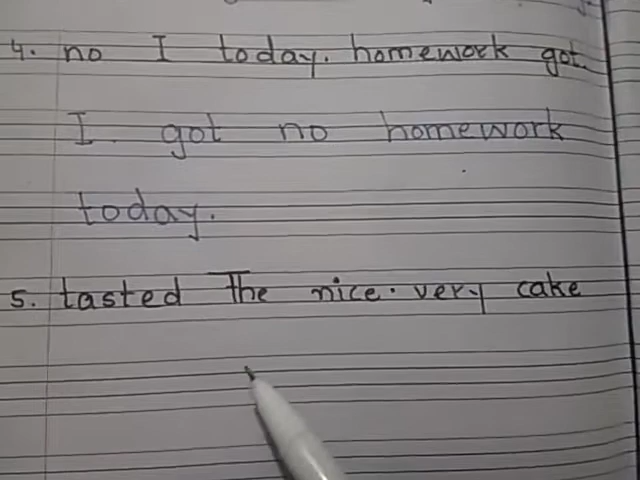 4. no I today. homework got.
I got no homework
today.
5. tasted The nice. very cake